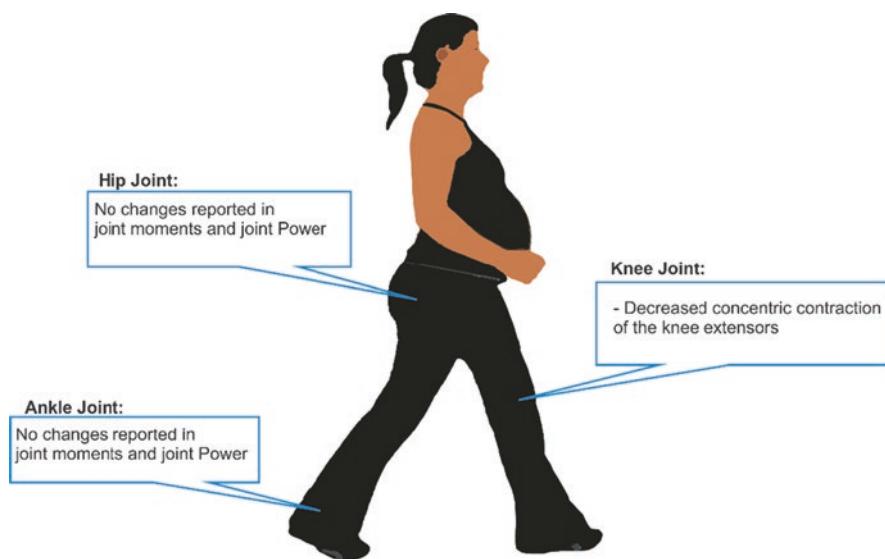 Hip Joint:
No changes reported in
joint moments and joint Power
Knee Joint:
- Decreased concentric contraction
of the knee extensors
Ankle Joint:
No changes reported in
joint moments and joint Power